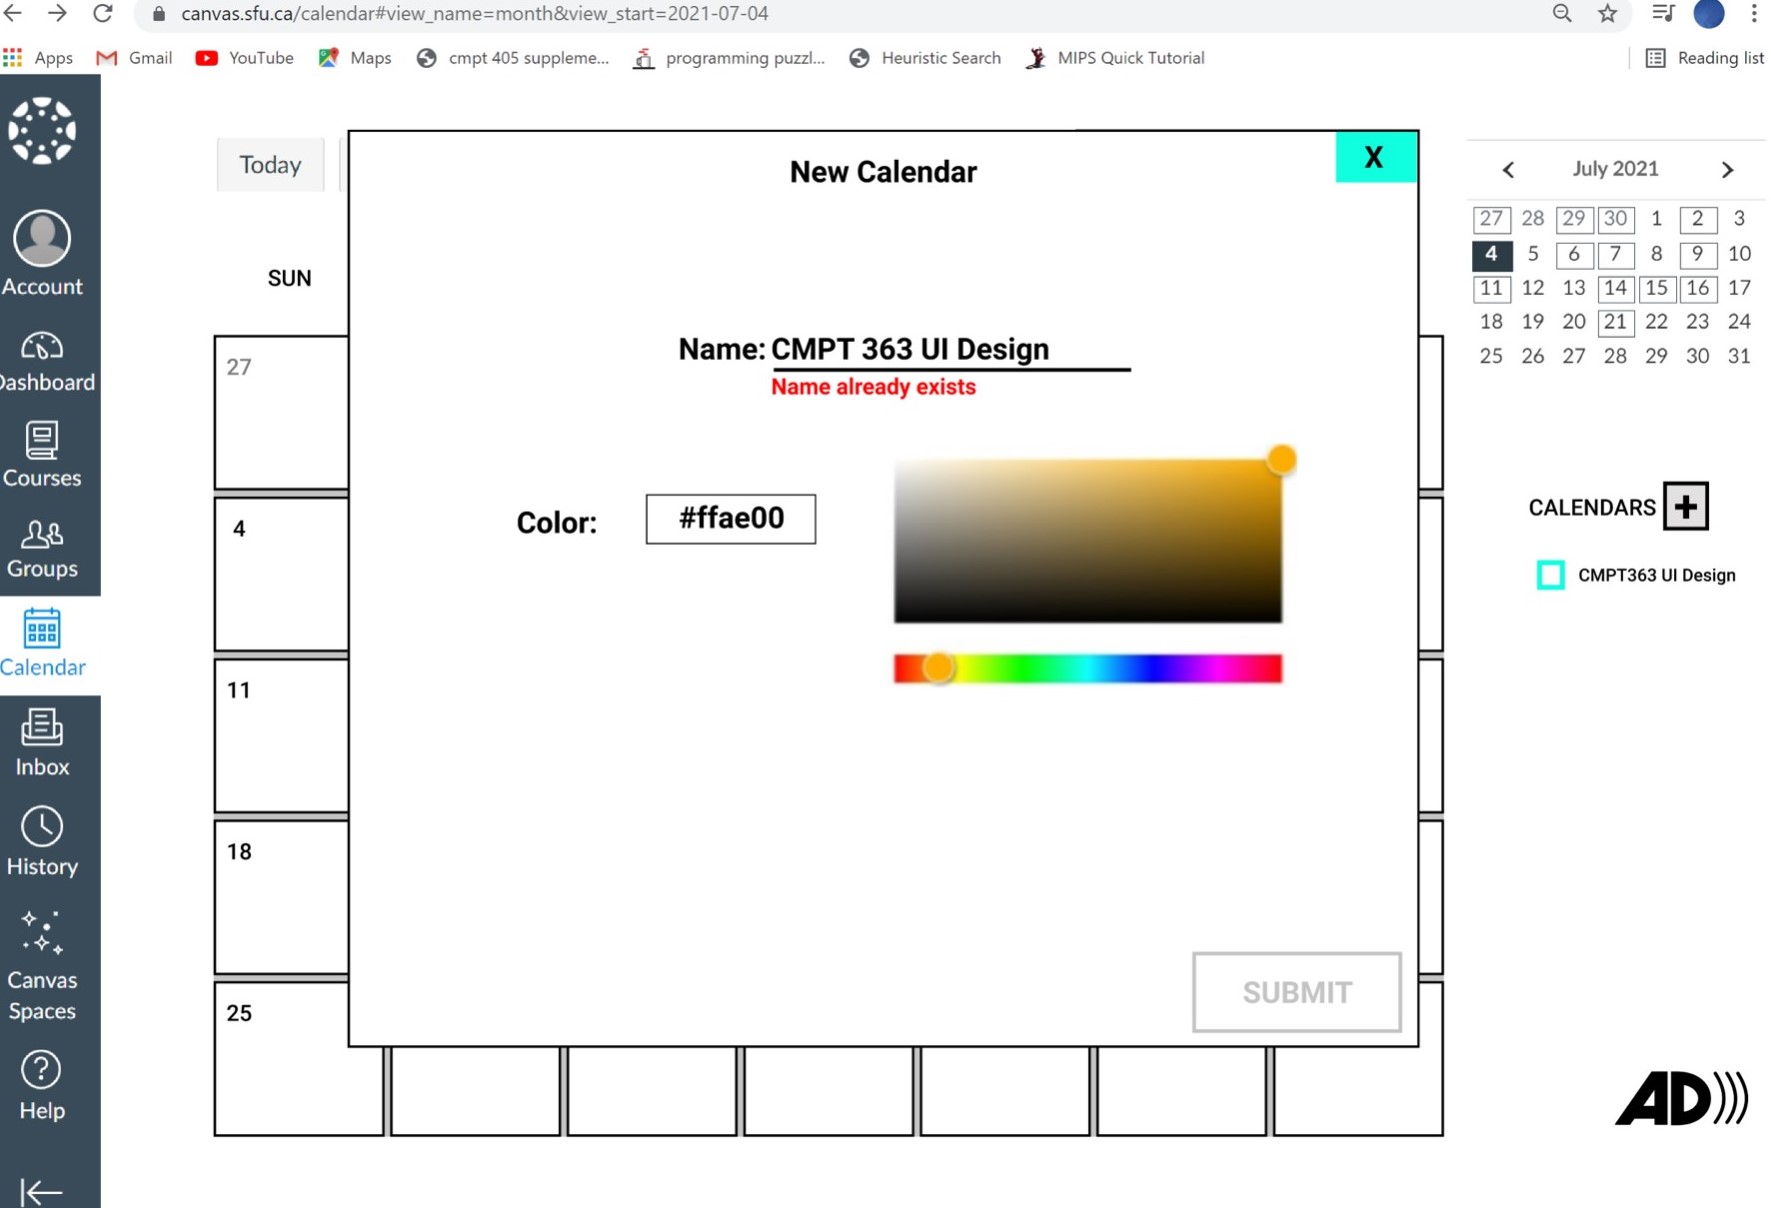 canvas.sfu.ca/calendar#view_name=month&view_start=2021-07-04
Apps Gmail YouTube Maps cmpt 405 suppleme... programming puzzl... Heuristic Search MIPS Quick Tutorial Reading list
Account
Dashboard
Courses
Groups
Calendar
Inbox
History
Canvas
Spaces
Help
Today
SUN
27
4
11
18
25
New Calendar
X
Name: CMPT 363 UI Design
Name already exists
Color: #ffae00
SUBMIT
< July 2021 >
27 28 29 30 1 2 3
4 5 6 7 8 9 10
11 12 13 14 15 16 17
18 19 20 21 22 23 24
25 26 27 28 29 30 31
CALENDARS +
CMPT363 UI Design
AD)))